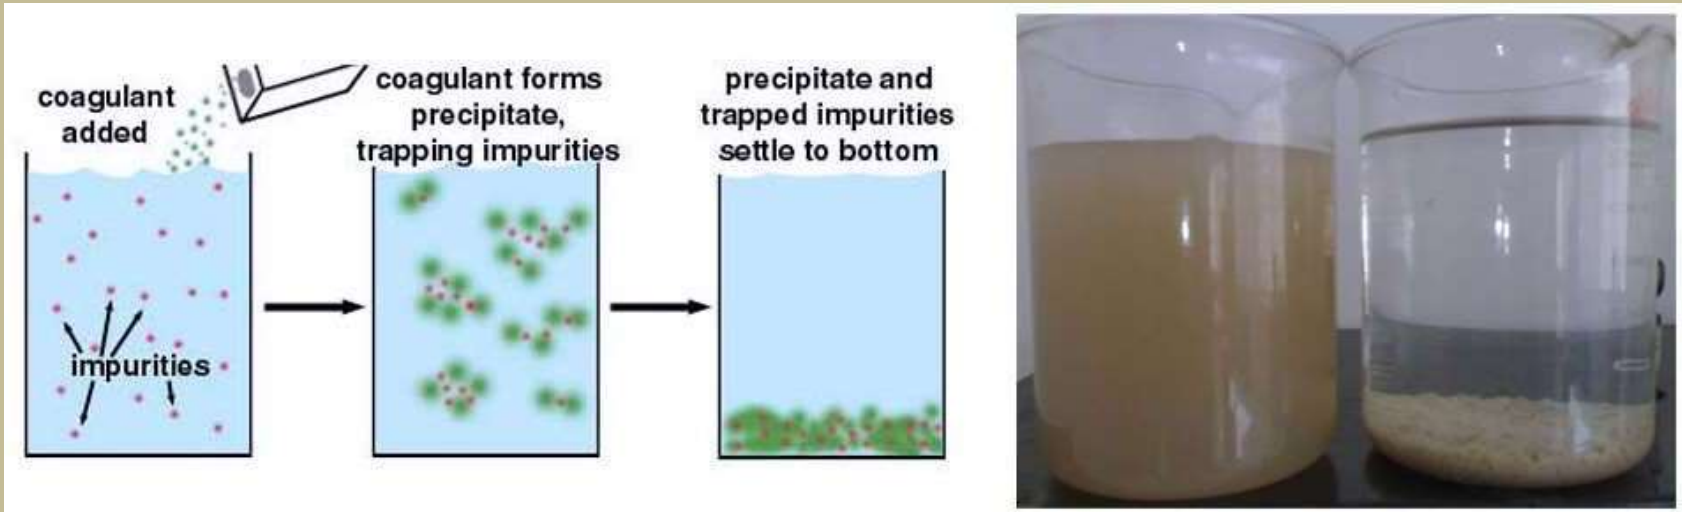 coagulant
added
coagulant forms
precipitate,
trapping impurities
precipitate and
trapped impurities
settle to bottom
impurities